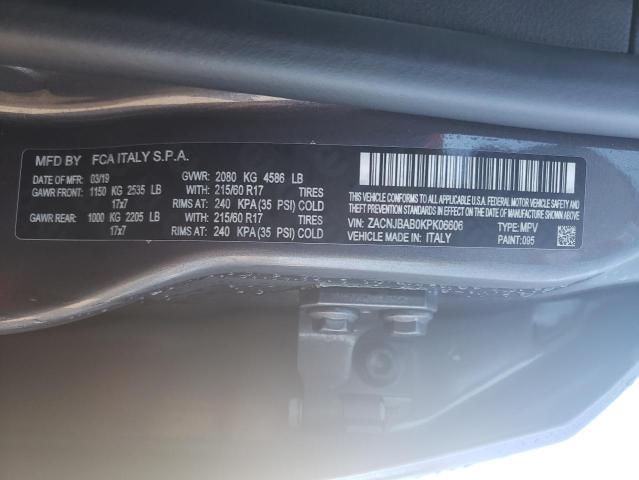 MFD BY FCA ITALY S.P.A.
DATE OF MFR: 03/19 GVWR: 2080 KG 4586 LB
GAWR FRONT: 1150 KG 2535 LB WITH: 215/60 R17 TIRES
17x7 RIMS AT: 240 KPA (35 PSI) COLD
GAWR REAR: 1000 KG 2205 LB WITH: 215/60 R17 TIRES
17x7 RIMS AT: 240 KPA (35 PSI) COLD
THIS VEHICLE CONFORMS TO ALL APPLICABLE U.S.A. FEDERAL MOTOR
VEHICLE SAFETY, BUMPER, AND THEFT PREVENTION STANDARDS IN
EFFECT ON THE DATE OF MANUFACTURE SHOWN ABOVE.
VIN: ZACNJBAB0KPK06606 TYPE: MPV
VEHICLE MADE IN: ITALY PAINT: 095